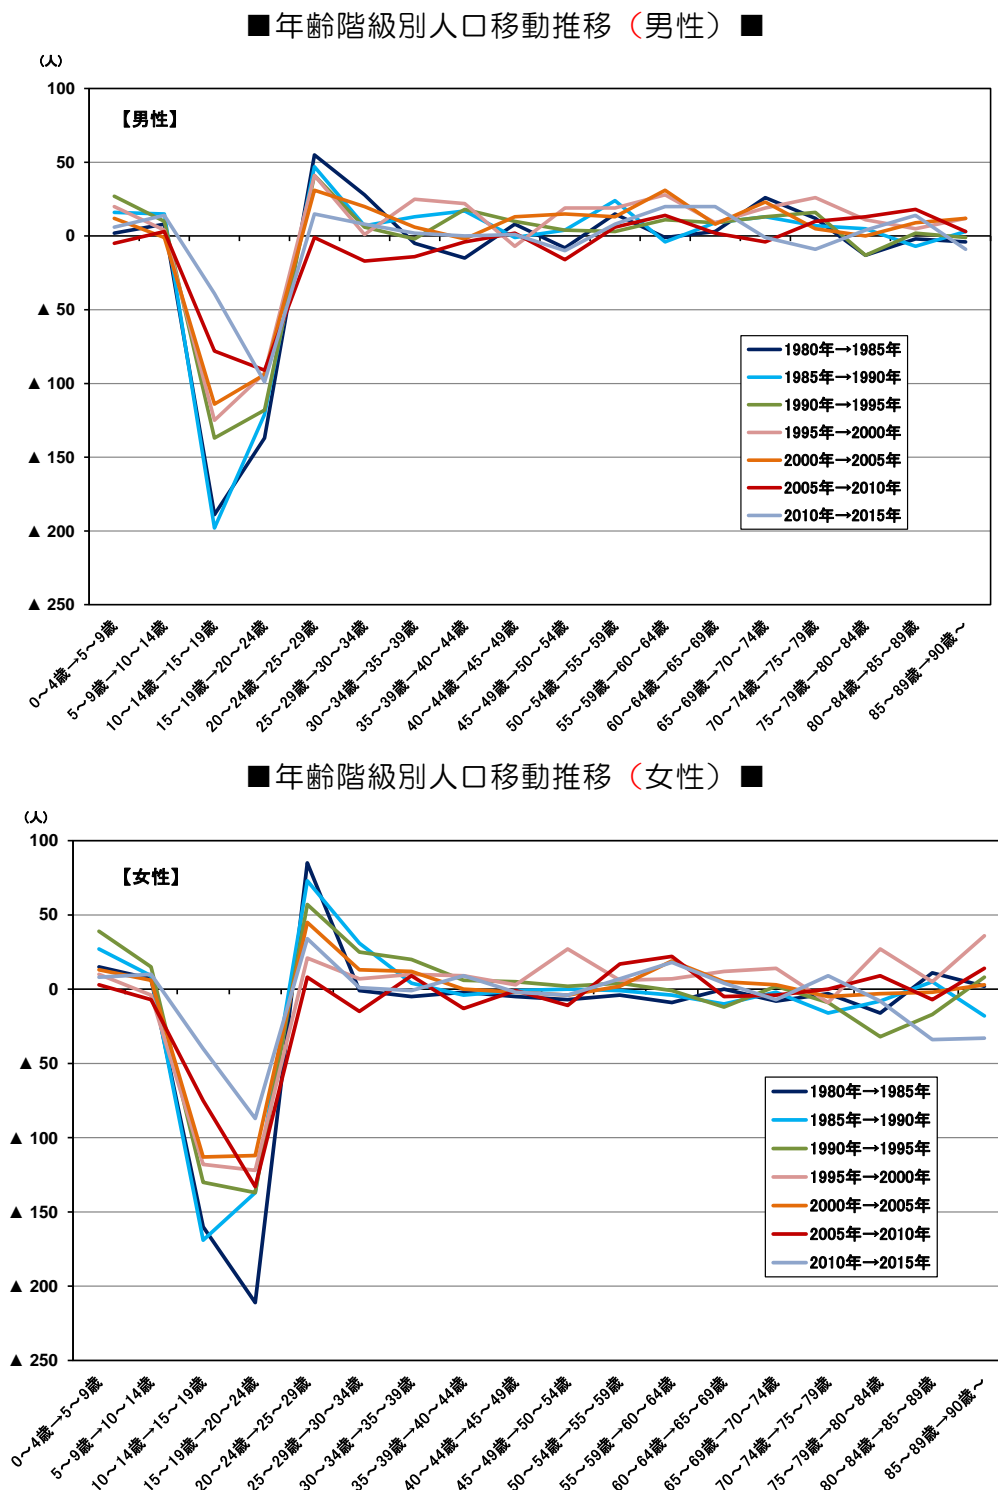 ■年齢階級別人口移動推移（男性）■
(人)
100
【男性】
50
0
▲ 50
▲ 100
▲ 150
▲ 200
▲ 250
1980年→1985年
1985年→1990年
1990年→1995年
1995年→2000年
2000年→2005年
2005年→2010年
2010年→2015年
0～4歳→5～9歳
5～9歳→10～14歳
10～14歳→15～19歳
15～19歳→20～24歳
20～24歳→25～29歳
25～29歳→30～34歳
30～34歳→35～39歳
35～39歳→40～44歳
40～44歳→45～49歳
45～49歳→50～54歳
50～54歳→55～59歳
55～59歳→60～64歳
60～64歳→65～69歳
65～69歳→70～74歳
70～74歳→75～79歳
75～79歳→80～84歳
80～84歳→85～89歳
85～89歳→90歳～
■年齢階級別人口移動推移（女性）■
(人)
100
【女性】
50
0
▲ 50
▲ 100
▲ 150
▲ 200
▲ 250
1980年→1985年
1985年→1990年
1990年→1995年
1995年→2000年
2000年→2005年
2005年→2010年
2010年→2015年
0～4歳→5～9歳
5～9歳→10～14歳
10～14歳→15～19歳
15～19歳→20～24歳
20～24歳→25～29歳
25～29歳→30～34歳
30～34歳→35～39歳
35～39歳→40～44歳
40～44歳→45～49歳
45～49歳→50～54歳
50～54歳→55～59歳
55～59歳→60～64歳
60～64歳→65～69歳
65～69歳→70～74歳
70～74歳→75～79歳
75～79歳→80～84歳
80～84歳→85～89歳
85～89歳→90歳～